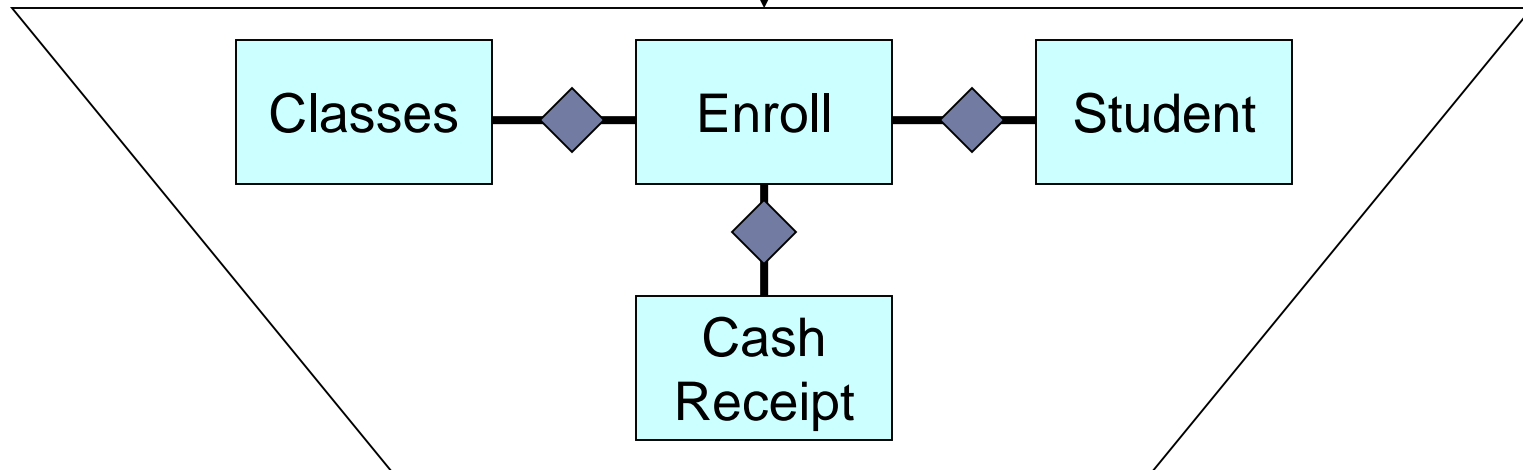 Classes
Enroll
Student
Cash
Receipt